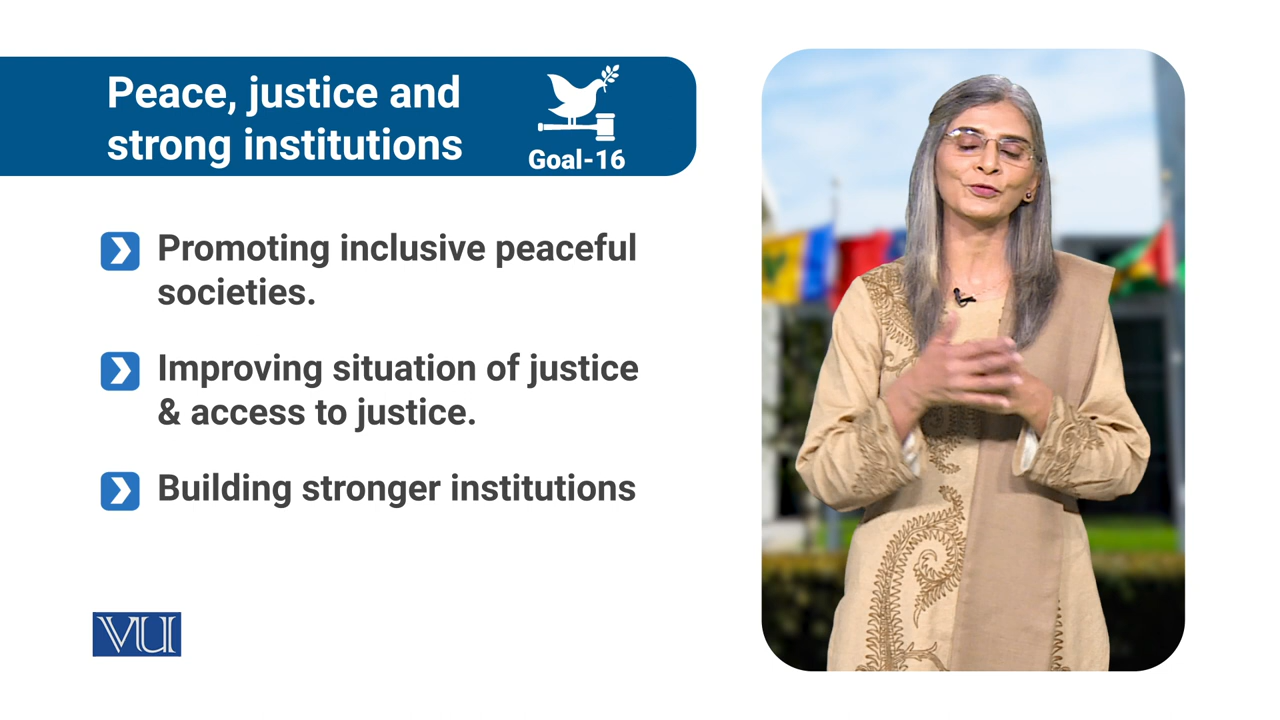 Peace, justice and
strong institutions
Goal-16
Promoting inclusive peaceful
societies.
Improving situation of justice
& access to justice.
Building stronger institutions
VU